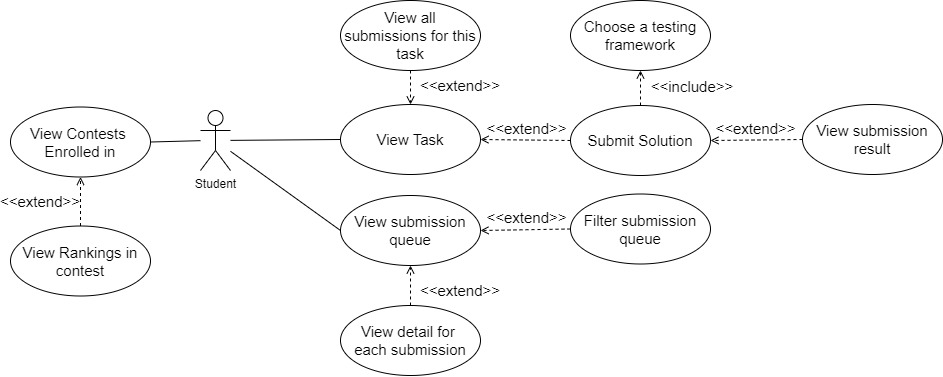 View all
submissions for this
task
Choose a testing
framework
<<extend>>
<<include>>
View Contests
Enrolled in
Student
View Task
<<extend>>
Submit Solution
<<extend>>
View submission
result
<<extend>>
View Rankings in
contest
View submission
queue
<<extend>>
Filter submission
queue
<<extend>>
View detail for
each submission